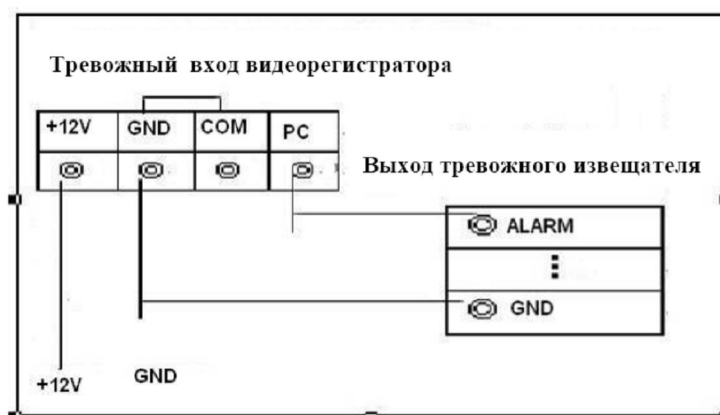 Тревожный вход видеорегистратора
+12V GND COM PC
Выход тревожного извещателя
ALARM
GND
+12V GND